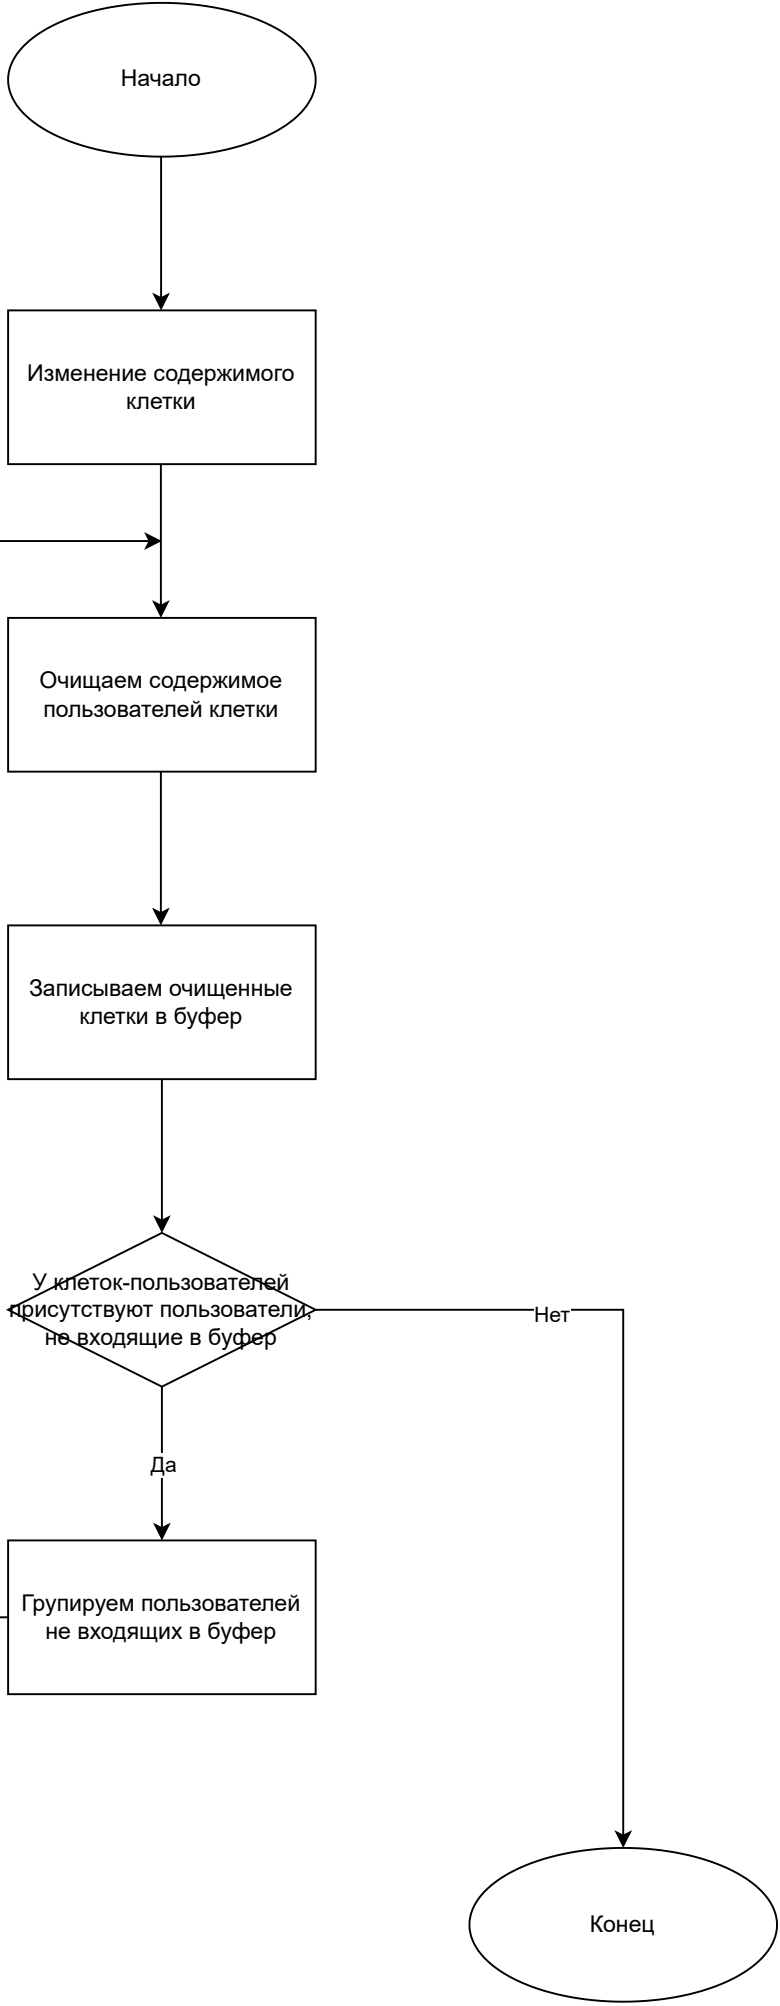 Начало
Изменение содержимого
клетки
Очищаем содержимое
пользователей клетки
Записываем очищенные
клетки в буфер
У клеток-пользователей
присутствуют пользователи,
не входящие в буфер
Нет
Да
Групируем пользователей
не входящих в буфер
Конец